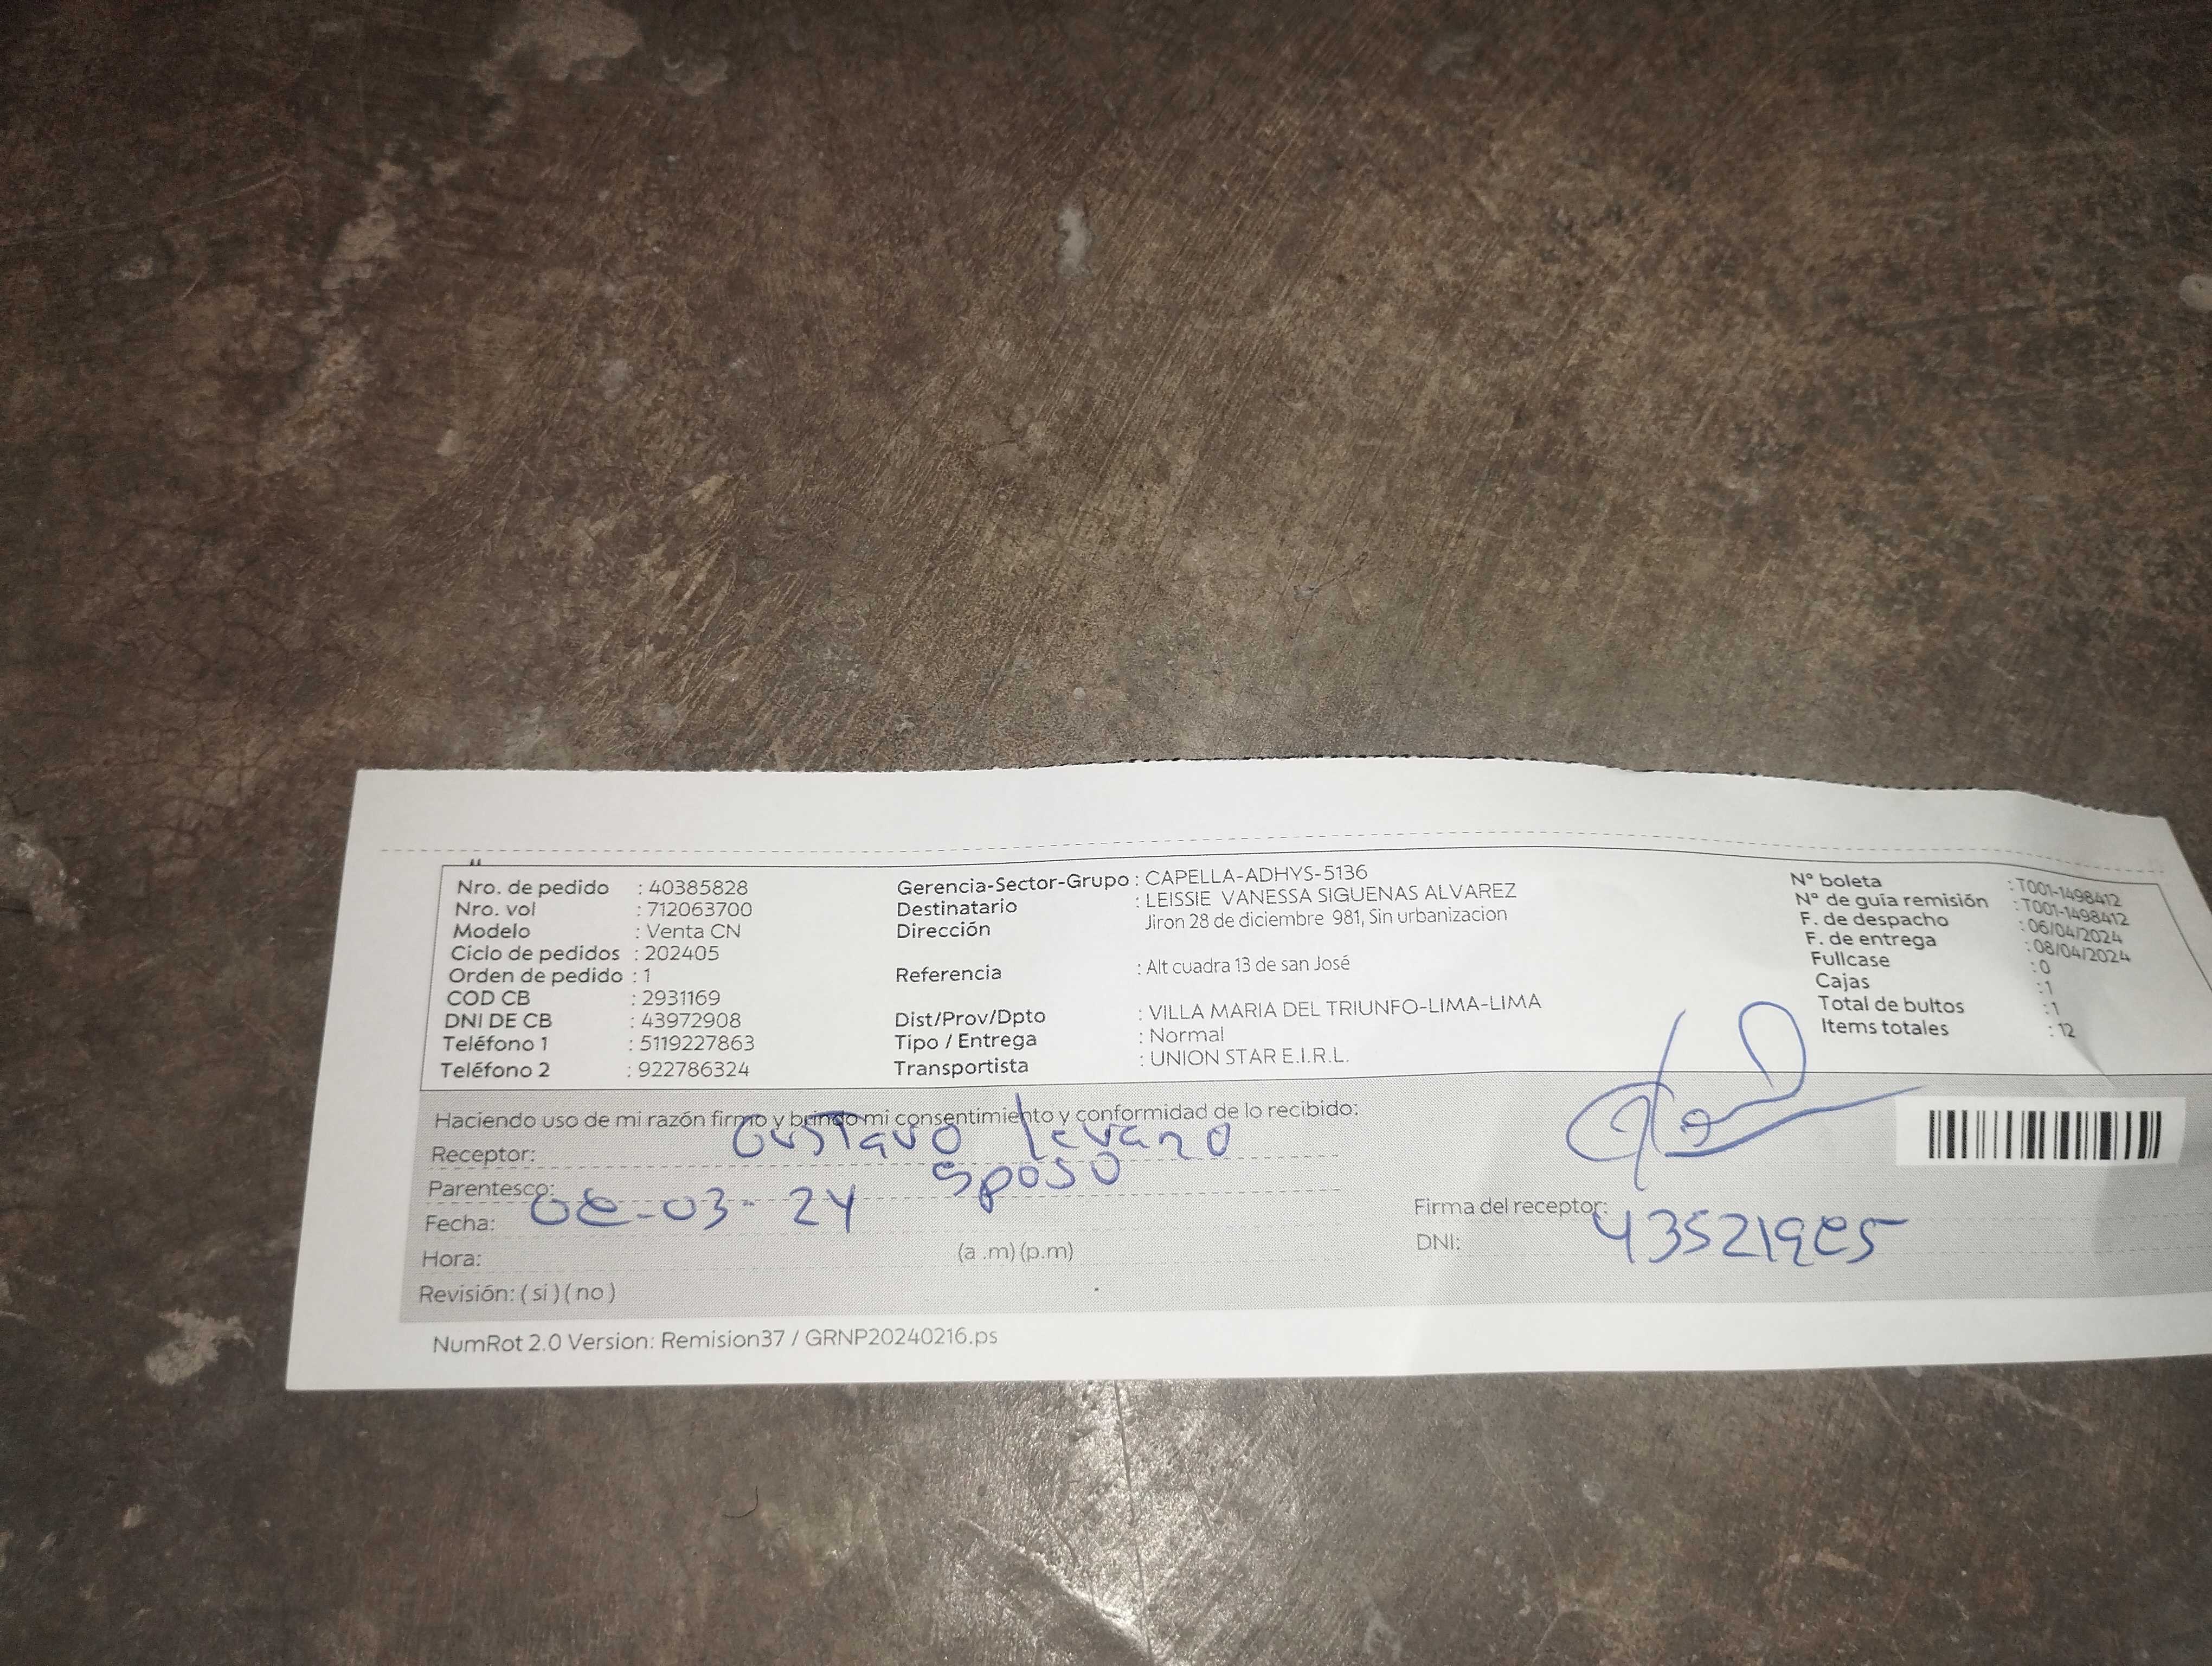 Nro. de pedido : 40385828
Nro. vol : 712063700
Modelo : Venta CN
Ciclo de pedidos : 202405
Orden de pedido : 1
COD CB : 2931169
DNI DE CB : 43972908
Teléfono 1 : 5119227863
Teléfono 2 : 922786324
Gerencia-Sector-Grupo : CAPELLA-ADHYS-5136
Destinatario : LEISSIE VANESSA SIGUENAS ALVAREZ
Dirección Jiron 28 de diciembre 981, Sin urbanizacion
Referencia : Alt cuadra 13 de san José
Dist/Prov/Dpto : VILLA MARIA DEL TRIUNFO-LIMA-LIMA
Tipo / Entrega : Normal
Transportista : UNION STAR E.I.R.L.
N° boleta : T001-1498412
N° de guía remisión : T001-1498412
F. de despacho : 06/04/2024
F. de entrega : 08/04/2024
Fullcase : 0
Cajas : 1
Total de bultos : 1
Items totales : 12
Haciendo uso de mi razón firmo y brindo mi consentimiento y conformidad de lo recibido:
Receptor: Gustavo Levano
Parentesco: sposo
Fecha: 08-03-24
Hora: (a .m) (p.m)
Revisión: ( si ) ( no )
Firma del receptor:
DNI: 43521985
NumRot 2.0 Version: Remision37 / GRNP20240216.ps